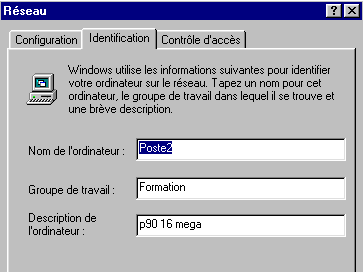 Réseau
Configuration Identification Contrôle d'accès
Windows utilise les informations suivantes pour identifier
votre ordinateur sur le réseau. Tapez un nom pour cet
ordinateur, le groupe de travail dans lequel il se trouve et
une brève description.
Nom de l'ordinateur : Poste2
Groupe de travail : Formation
Description de
l'ordinateur : p90 16 mega